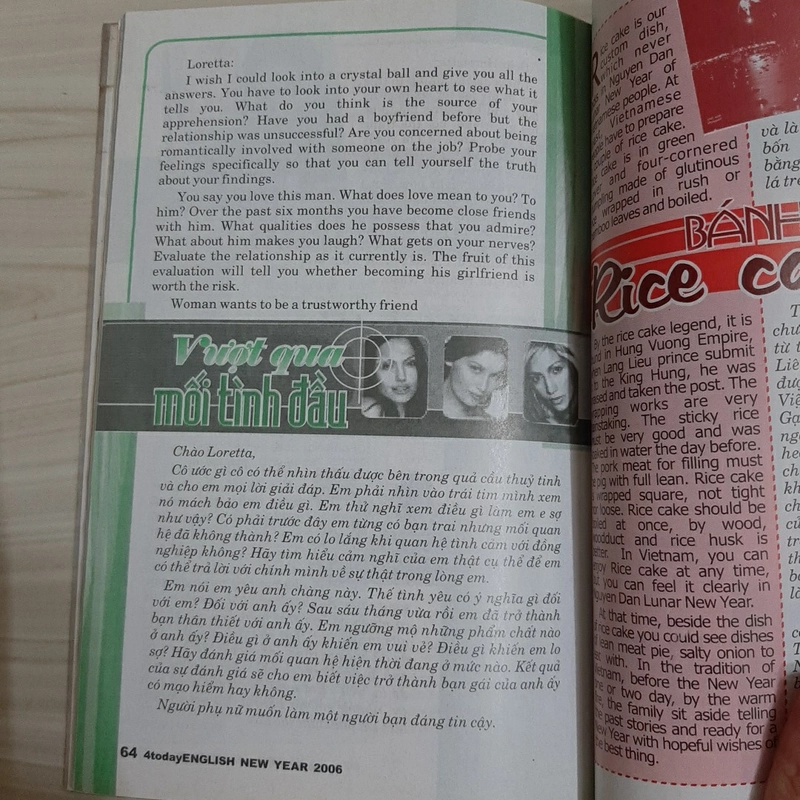 Loretta:
I wish I could look into a crystal ball and give you all the
answers. You have to look into your own heart to see what it
tells you. What do you think is the source of your
apprehension? Have you had a boyfriend before but the
relationship was unsuccessful? Are you concerned about being
romantically involved with someone on the job? Probe your
feelings specifically so that you can tell yourself the truth
about your findings.
You say you love this man. What does love mean to you? To
him? Over the past six months you have become close friends
with him. What qualities does he possess that you admire?
What about him makes you laugh? What gets on your nerves?
Evaluate the relationship as it currently is. The fruit of this
evaluation will tell you whether becoming his girlfriend is
worth the risk.
Woman wants to be a trustworthy friend
Vượt qua
mối tình đầu
Chào Loretta,
Cô ước gì cô có thể nhìn thấu được bên trong quả cầu thuỷ tinh
và cho em mọi lời giải đáp. Em phải nhìn vào trái tim mình xem
nó mách bảo em điều gì. Em thử nghĩ xem điều gì làm em e sợ
như vậy? Có phải trước đây em từng có bạn trai nhưng mối quan
hệ đã không thành? Em có lo lắng khi quan hệ tình cảm với đồng
nghiệp không? Hãy tìm hiểu cảm nghĩ của em thật cụ thể để em
có thể trả lời với chính mình về sự thật trong lòng em.
Em nói em yêu anh chàng này. Thế tình yêu có ý nghĩa gì đối
với em? Đối với anh ấy? Sau sáu tháng vừa rồi em đã trở thành
bạn thân thiết với anh ấy. Em ngưỡng mộ những phẩm chất nào
ở anh ấy? Điều gì ở anh ấy khiến em vui vẻ? Điều gì khiến em lo
sợ? Hãy đánh giá mối quan hệ hiện thời đang ở mức nào. Kết quả
của sự đánh giá sẽ cho em biết việc trở thành bạn gái của anh ấy
có mạo hiểm hay không.
Người phụ nữ muốn làm một người bạn đáng tin cậy.
64 4todayENGLISH NEW YEAR 2006
cake is our
custom dish,
which never
in Nguyen Dan
New Year of
people. At
Vietnamese
have to prepare
of rice cake.
cake is in green
and four-cornered
made of glutinous
wrapped in rush or
leaves and boiled.
BÁNH
Rice
By the rice cake legend, it is
in Hung Vuong Empire,
Lang Lieu prince submit
the King Hung, he was
and taken the post. The
works are very
The sticky rice
be very good and was
in water the day before.
The pork meat for filling must
pig with full lean. Rice cake
wrapped square, not tight
loose. Rice cake should be
at once, by wood,
and rice husk is
In Vietnam, you can
Rice cake at any time,
you can feel it clearly in
Dan Lunar New Year.
At that time, beside the dish
rice cake you could see dishes
lean meat pie, salty onion to
with. In the tradition of
before the New Year
or two day, by the warm
the family sit aside telling
past stories and ready for a
New Year with hopeful wishes of
best thing.
và là
bốn
bằng
lá